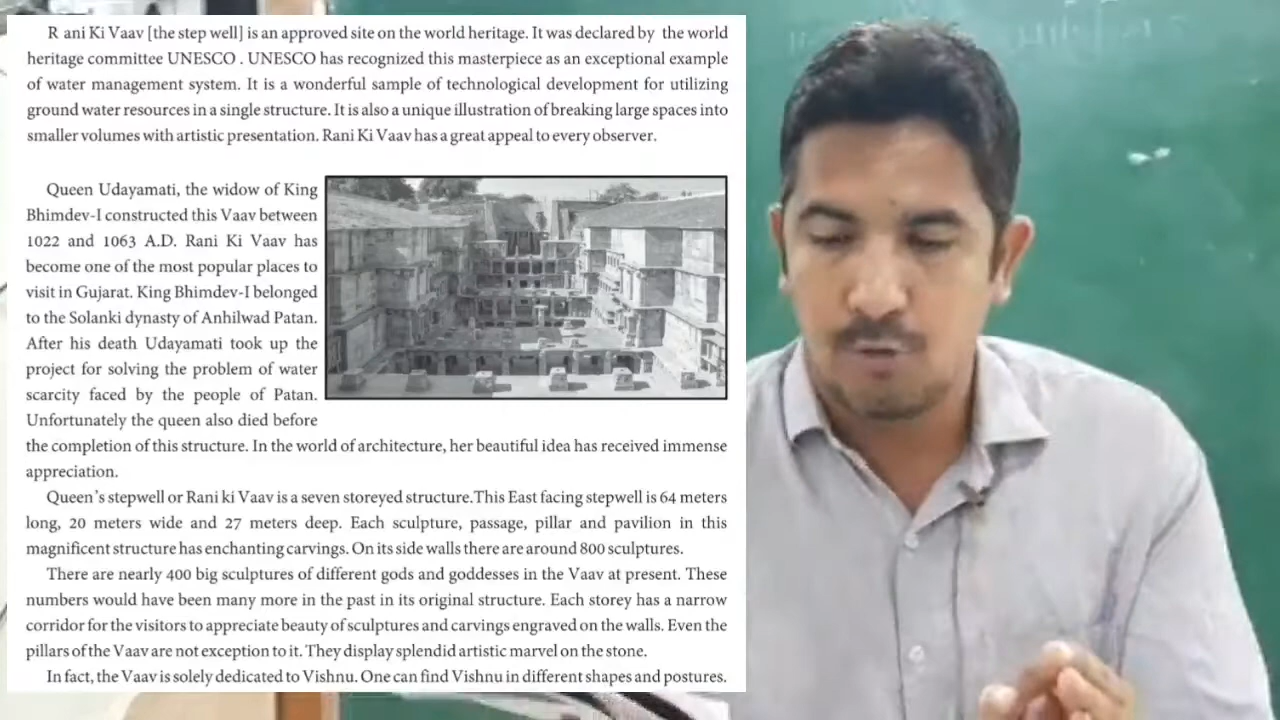 R ani Ki Vaav [the step well] is an approved site on the world heritage. It was declared by the world
heritage committee UNESCO . UNESCO has recognized this masterpiece as an exceptional example
of water management system. It is a wonderful sample of technological development for utilizing
ground water resources in a single structure. It is also a unique illustration of breaking large spaces into
smaller volumes with artistic presentation. Rani Ki Vaav has a great appeal to every observer.
Queen Udayamati, the widow of King
Bhimdev-I constructed this Vaav between
1022 and 1063 A.D. Rani Ki Vaav has
become one of the most popular places to
visit in Gujarat. King Bhimdev-I belonged
to the Solanki dynasty of Anhilwad Patan.
After his death Udayamati took up the
project for solving the problem of water
scarcity faced by the people of Patan.
Unfortunately the queen also died before
the completion of this structure. In the world of architecture, her beautiful idea has received immense
appreciation.
Queen's stepwell or Rani ki Vaav is a seven storeyed structure.This East facing stepwell is 64 meters
long, 20 meters wide and 27 meters deep. Each sculpture, passage, pillar and pavilion in this
magnificent structure has enchanting carvings. On its side walls there are around 800 sculptures.
There are nearly 400 big sculptures of different gods and goddesses in the Vaav at present. These
numbers would have been many more in the past in its original structure. Each storey has a narrow
corridor for the visitors to appreciate beauty of sculptures and carvings engraved on the walls. Even the
pillars of the Vaav are not exception to it. They display splendid artistic marvel on the stone.
In fact, the Vaav is solely dedicated to Vishnu. One can find Vishnu in different shapes and postures.